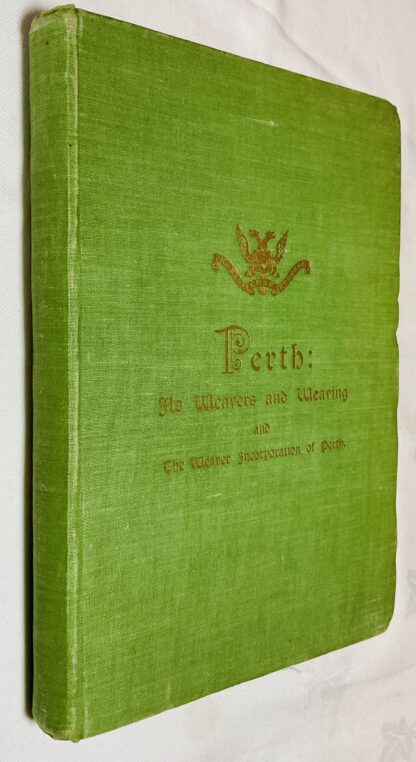 Perth:
Its Weavers and Weaving
and
The Weaver Incorporation of Perth.